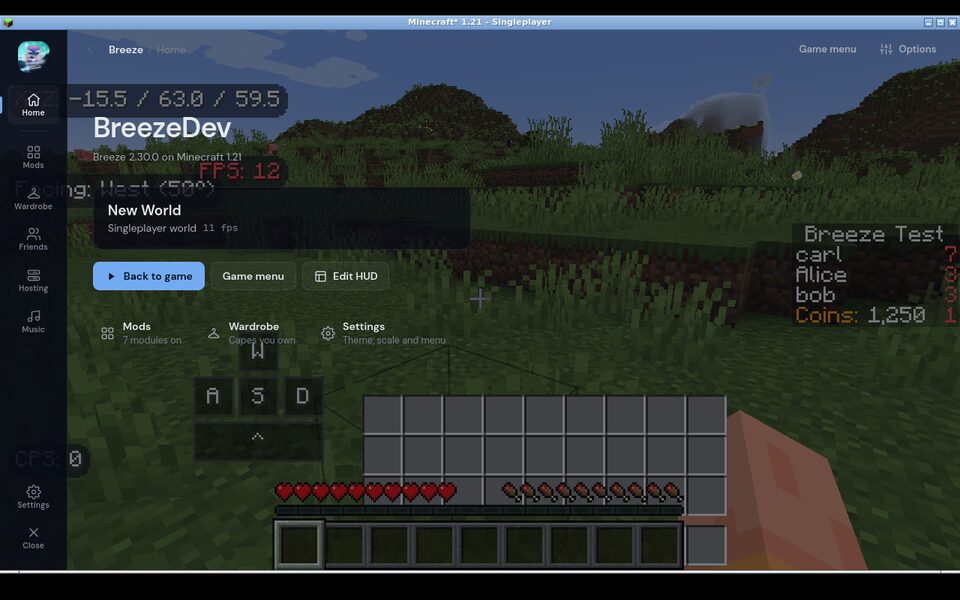 Minecraft* 1.21 - Singleplayer
Breeze / Home
Game menu
Options
-15.5 / 63.0 / 59.5
Home
BreezeDev
Breeze 2.30.0 on Minecraft 1.21
FPS: 12
Mods
ng: West (50°)
Wardrobe
New World
Singleplayer world 11 fps
Friends
Breeze Test
carl 7
Alice 3
bob 3
Coins: 1,250 1
Hosting
Back to game
Game menu
Edit HUD
Music
Mods
7 modules on
Wardrobe
Capes you own
Settings
Theme, scale and menu
W
A S D
^
CPS: 0
Settings
Close